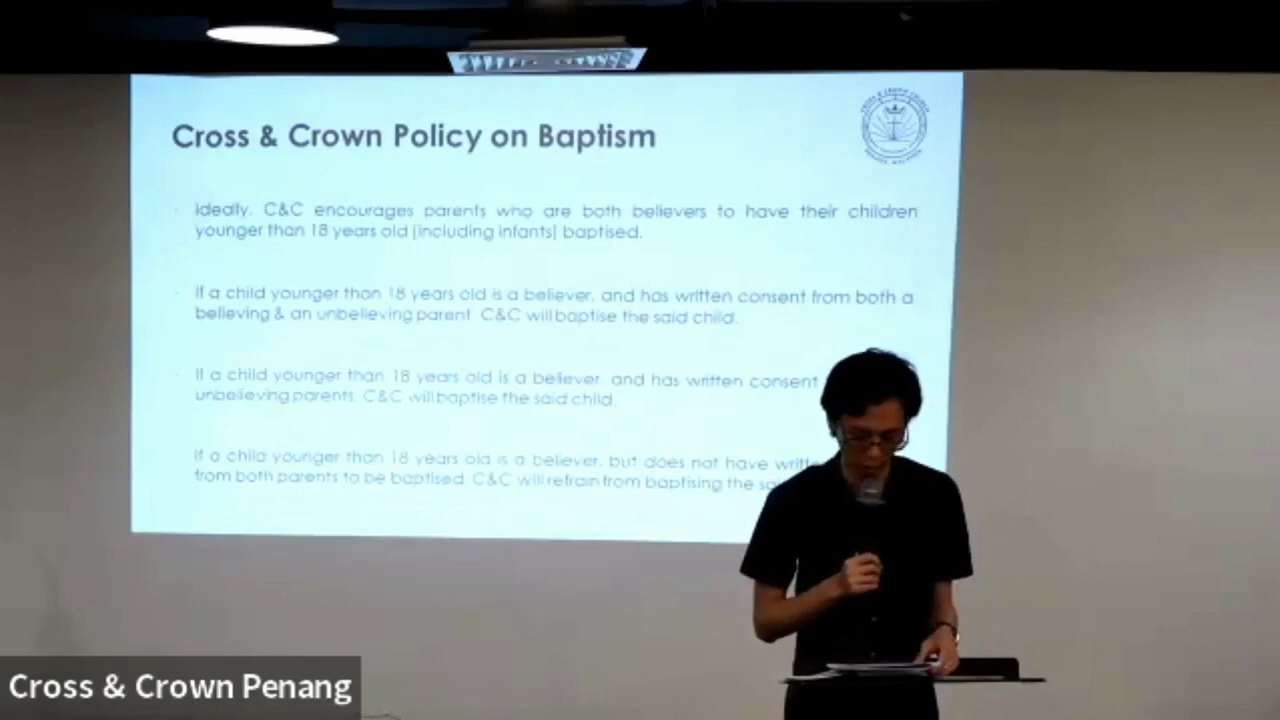 Cross & Crown Policy on Baptism
Ideally, C&C encourages parents who are both believers to have their children
younger than 18 years old (including infants) baptised.
If a child younger than 18 years old is a believer, and has written consent from both a
believing & an unbelieving parent, C&C will baptise the said child.
If a child younger than 18 years old is a believer, and has written consent
unbelieving parents, C&C will baptise the said child.
If a child younger than 18 years old is a believer, but does not have
from both parents to be baptised, C&C will refrain from baptising the
Cross & Crown Penang